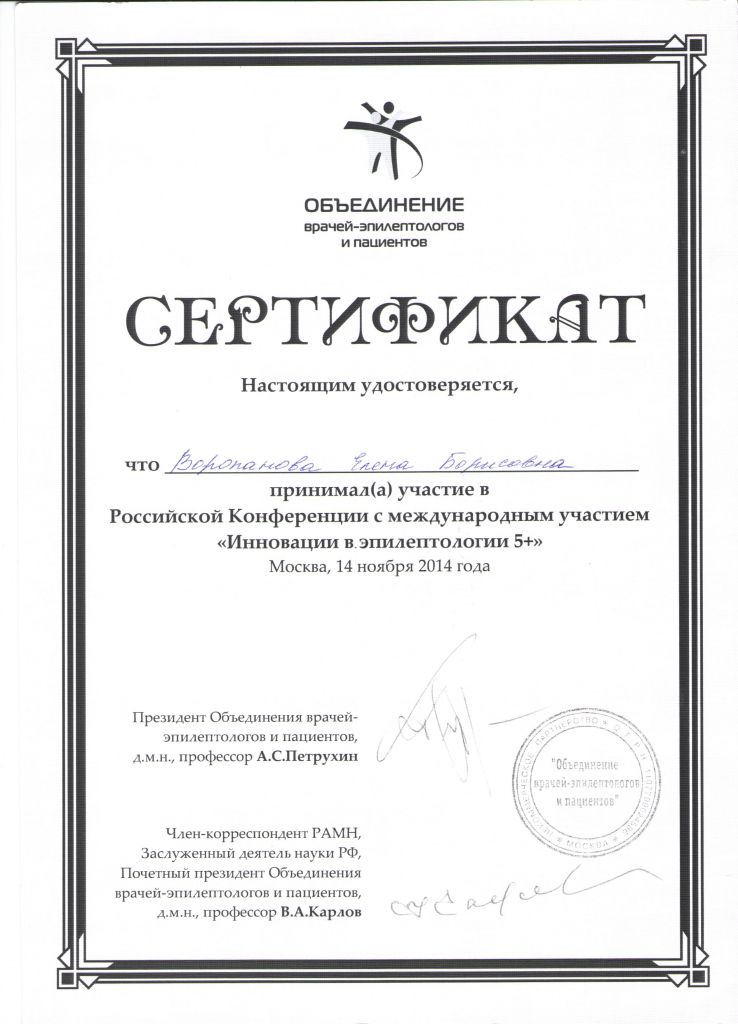 ОБЪЕДИНЕНИЕ
врачей-эпилептологов
и пациентов
СЕРТИФИКАТ
Настоящим удостоверяется,
что Воропанова Елена Борисовна
принимал(а) участие в
Российской Конференции с международным участием
«Инновации в эпилептологии 5+»
Москва, 14 ноября 2014 года
Президент Объединения врачей-
эпилептологов и пациентов,
д.м.н., профессор А.С.Петрухин
НЕКОММЕРЧЕСКОЕ ПАРТНЕРСТВО * О.Г.Р.Н.
* МОСКВА *
"Объединение
врачей-эпилептологов
и пациентов"
Член-корреспондент РАМН,
Заслуженный деятель науки РФ,
Почетный президент Объединения
врачей-эпилептологов и пациентов,
д.м.н., профессор В.А.Карлов